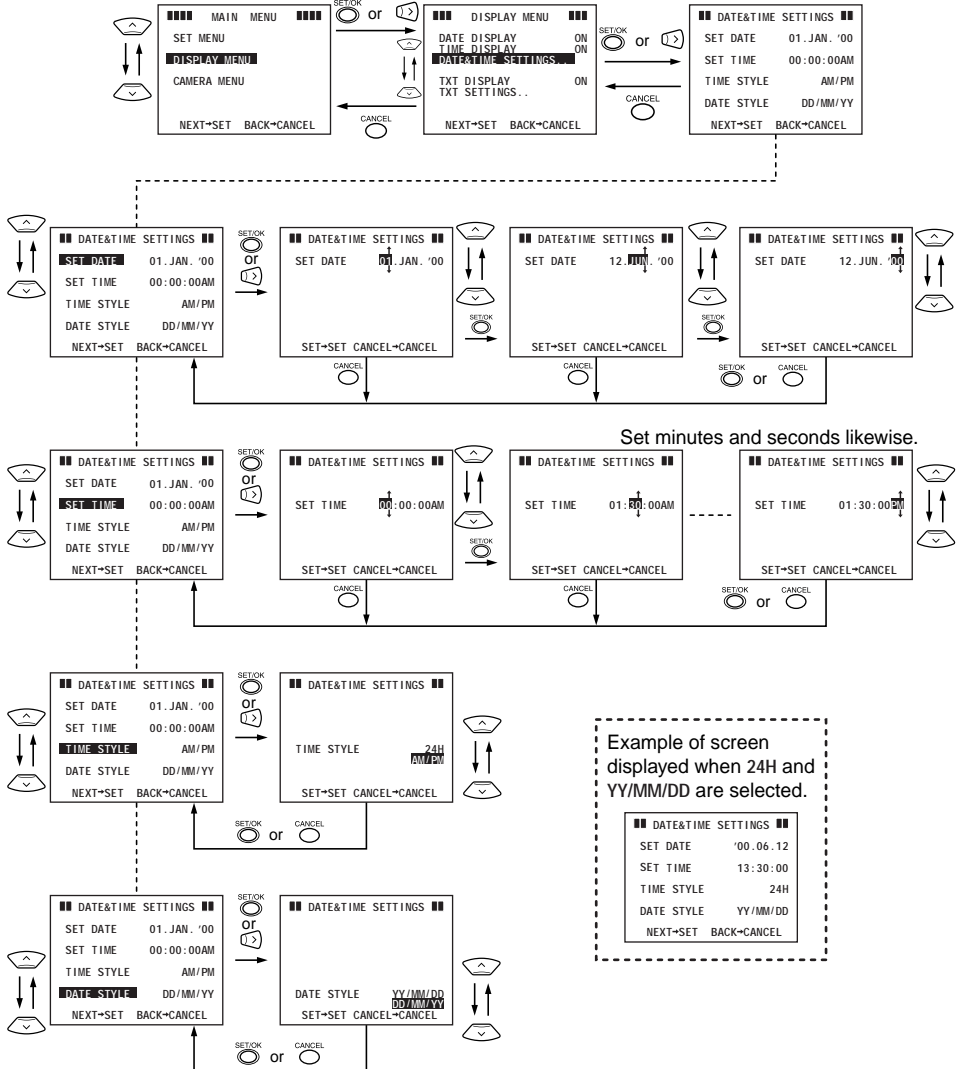 MAIN MENU
SET MENU
DISPLAY MENU
CAMERA MENU
NEXT→SET BACK→CANCEL
SET/OK
or
CANCEL
DISPLAY MENU
DATE DISPLAY ON
TIME DISPLAY ON
DATE&TIME SETTINGS..
TXT DISPLAY ON
TXT SETTINGS..
NEXT→SET BACK→CANCEL
SET/OK
or
CANCEL
DATE&TIME SETTINGS
SET DATE 01.JAN. '00
SET TIME 00:00:00AM
TIME STYLE AM/PM
DATE STYLE DD/MM/YY
NEXT→SET BACK→CANCEL
DATE&TIME SETTINGS
SET DATE 01.JAN. '00
SET TIME 00:00:00AM
TIME STYLE AM/PM
DATE STYLE DD/MM/YY
NEXT→SET BACK→CANCEL
SET/OK
or
DATE&TIME SETTINGS
SET DATE 01.JAN. '00
SET→SET CANCEL→CANCEL
SET/OK
DATE&TIME SETTINGS
SET DATE 12.JUN. '00
SET→SET CANCEL→CANCEL
SET/OK
DATE&TIME SETTINGS
SET DATE 12.JUN. '00
SET→SET CANCEL→CANCEL
CANCEL
CANCEL
SET/OK or CANCEL
Set minutes and seconds likewise.
DATE&TIME SETTINGS
SET DATE 01.JAN. '00
SET TIME 00:00:00AM
TIME STYLE AM/PM
DATE STYLE DD/MM/YY
NEXT→SET BACK→CANCEL
SET/OK
or
DATE&TIME SETTINGS
SET TIME 00:00:00AM
SET→SET CANCEL→CANCEL
SET/OK
DATE&TIME SETTINGS
SET TIME 01:30:00AM
SET→SET CANCEL→CANCEL
DATE&TIME SETTINGS
SET TIME 01:30:00PM
SET→SET CANCEL→CANCEL
CANCEL
CANCEL
SET/OK or CANCEL
DATE&TIME SETTINGS
SET DATE 01.JAN. '00
SET TIME 00:00:00AM
TIME STYLE AM/PM
DATE STYLE DD/MM/YY
NEXT→SET BACK→CANCEL
SET/OK
or
DATE&TIME SETTINGS
TIME STYLE 24H
AM/PM
SET→SET CANCEL→CANCEL
SET/OK or CANCEL
Example of screen
displayed when 24H and
YY/MM/DD are selected.
DATE&TIME SETTINGS
SET DATE '00.06.12
SET TIME 13:30:00
TIME STYLE 24H
DATE STYLE YY/MM/DD
NEXT→SET BACK→CANCEL
DATE&TIME SETTINGS
SET DATE 01.JAN. '00
SET TIME 00:00:00AM
TIME STYLE AM/PM
DATE STYLE DD/MM/YY
NEXT→SET BACK→CANCEL
SET/OK
or
DATE&TIME SETTINGS
DATE STYLE YY/MM/DD
DD/MM/YY
SET→SET CANCEL→CANCEL
SET/OK or CANCEL